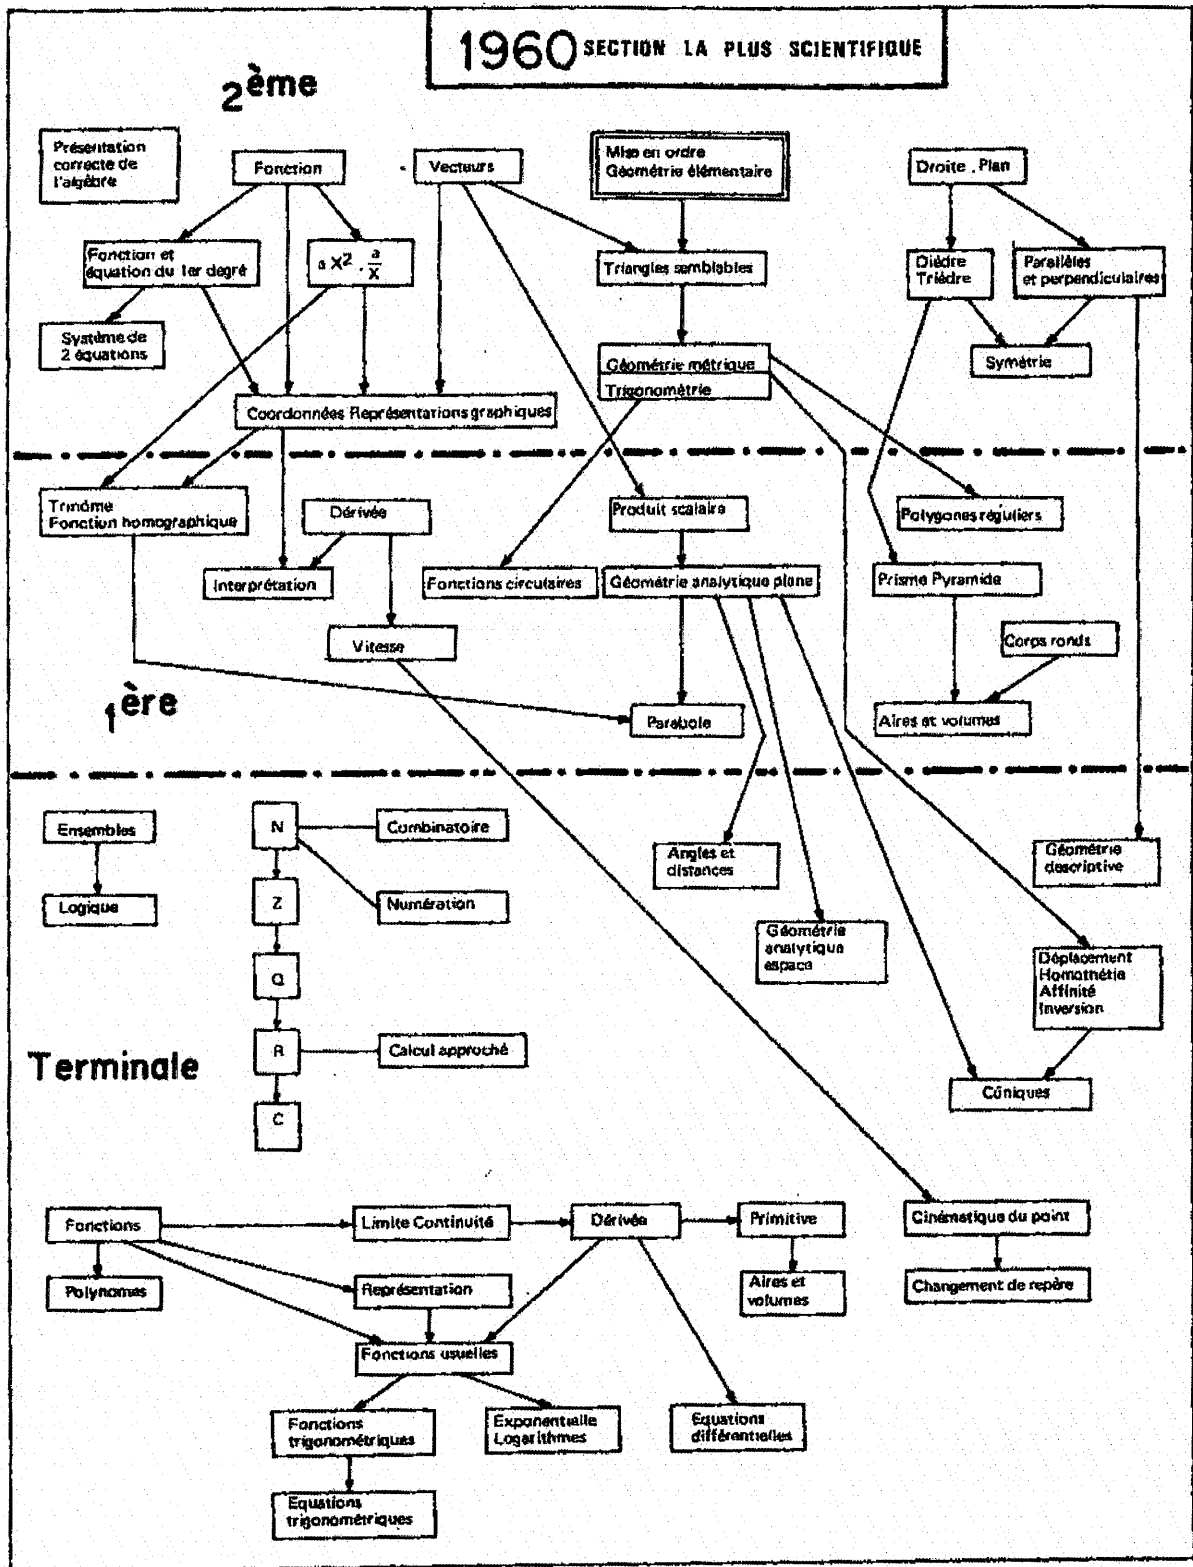 1960 SECTION LA PLUS SCIENTIFIQUE
2ème
Présentation
correcte de
l'algèbre
Fonction
Vecteurs
Mise en ordre
Géométrie élémentaire
Droite . Plan
Fonction et
équation du 1er degré
a X² . a/X
Triangles semblables
Dièdre
Trièdre
Parallèles
et perpendiculaires
Système de
2 équations
Géométrie métrique
Trigonométrie
Symétrie
Coordonnées Représentations graphiques
Trinôme
Fonction homographique
Dérivée
Produit scalaire
Polygones réguliers
Interprétation
Fonctions circulaires
Géométrie analytique plane
Prisme Pyramide
Vitesse
Corps ronds
1ère
Parabole
Aires et volumes
Ensembles
N
Combinatoire
Angles et
distances
Géométrie
descriptive
Logique
Z
Numération
Géométrie
analytique
espace
Q
Déplacement
Homothétie
Affinité
Inversion
Terminale
R
Calcul approché
Côniques
C
Fonctions
Limite Continuité
Dérivée
Primitive
Cinématique du point
Polynomes
Représentation
Aires et
volumes
Changement de repère
Fonctions usuelles
Fonctions
trigonométriques
Exponentielle
Logarithmes
Equations
différentielles
Equations
trigonométriques